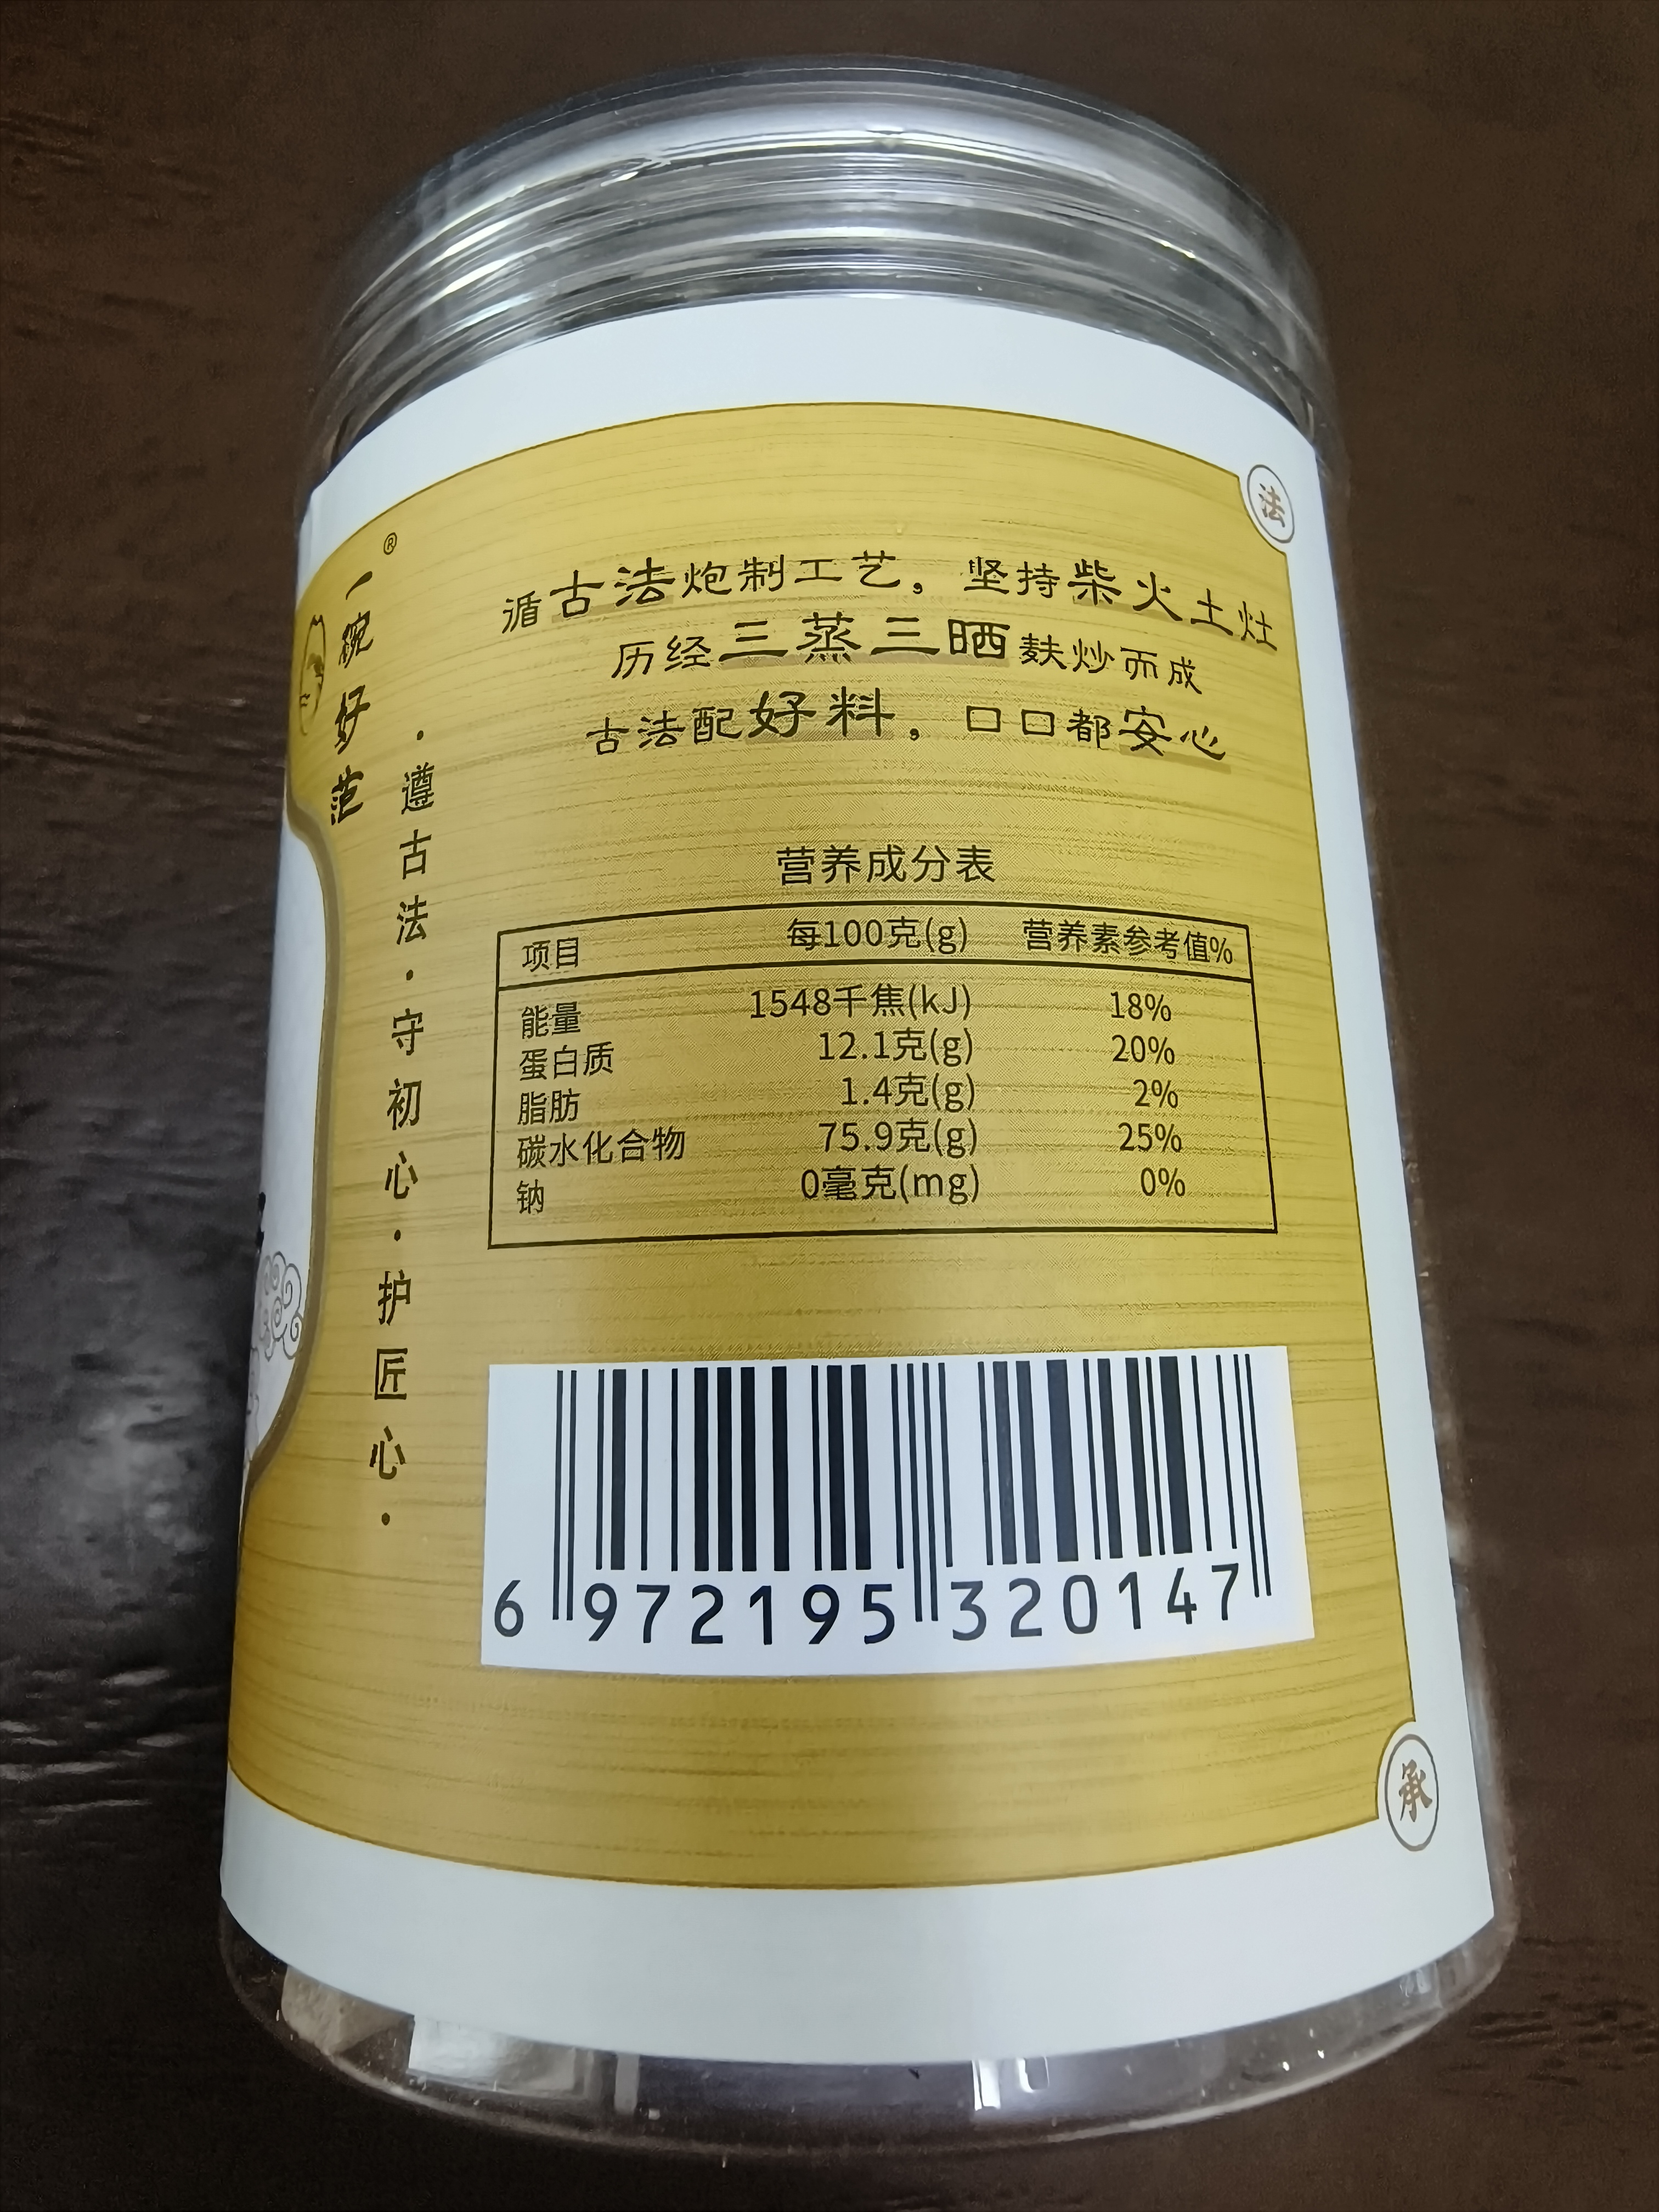 ®
一碗好范
·遵古法·守初心·护匠心·
法
循古法炮制工艺，坚持柴火土灶
历经三蒸三晒麸炒而成
古法配好料，口口都安心
营养成分表
项目 每100克(g) 营养素参考值%
能量 1548千焦(kJ) 18%
蛋白质 12.1克(g) 20%
脂肪 1.4克(g) 2%
碳水化合物 75.9克(g) 25%
钠 0毫克(mg) 0%
6 972195 320147
承